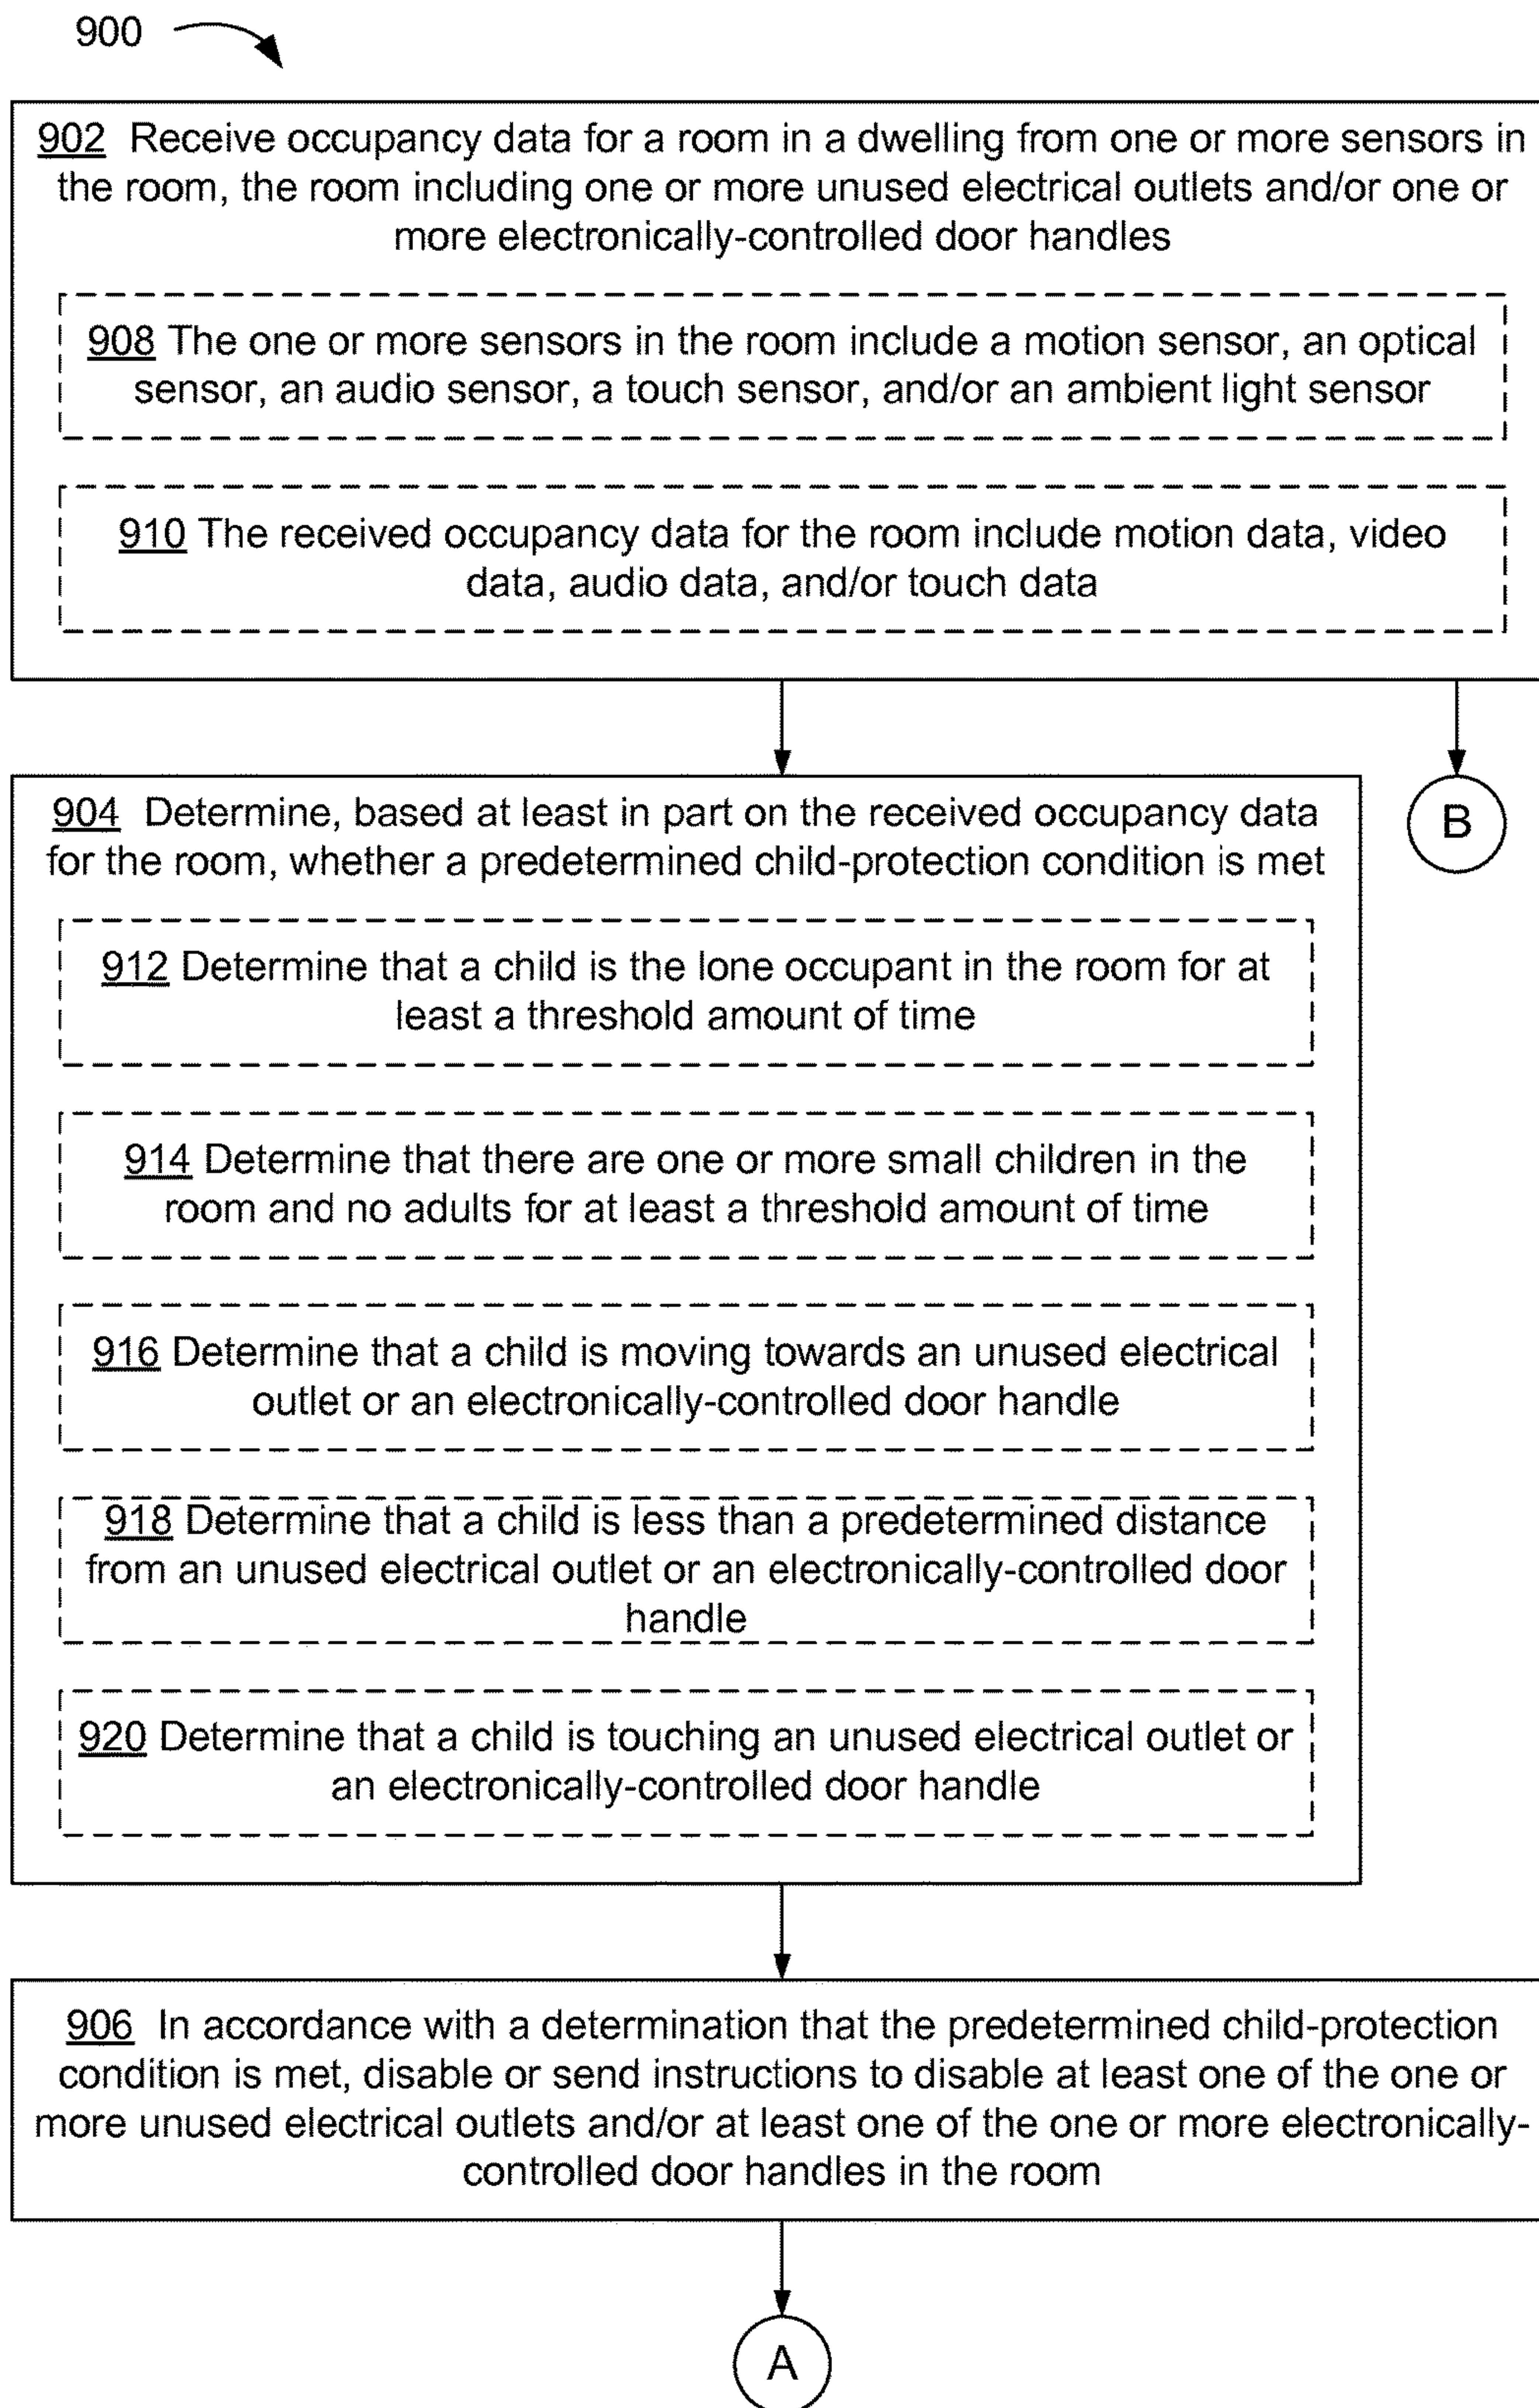 900
902 Receive occupancy data for a room in a dwelling from one or more sensors in
the room, the room including one or more unused electrical outlets and/or one or
more electronically-controlled door handles
908 The one or more sensors in the room include a motion sensor, an optical
sensor, an audio sensor, a touch sensor, and/or an ambient light sensor
910 The received occupancy data for the room include motion data, video
data, audio data, and/or touch data
904 Determine, based at least in part on the received occupancy data
for the room, whether a predetermined child-protection condition is met
B
912 Determine that a child is the lone occupant in the room for at
least a threshold amount of time
914 Determine that there are one or more small children in the
room and no adults for at least a threshold amount of time
916 Determine that a child is moving towards an unused electrical
outlet or an electronically-controlled door handle
918 Determine that a child is less than a predetermined distance
from an unused electrical outlet or an electronically-controlled door
handle
920 Determine that a child is touching an unused electrical outlet or
an electronically-controlled door handle
906 In accordance with a determination that the predetermined child-protection
condition is met, disable or send instructions to disable at least one of the one or
more unused electrical outlets and/or at least one of the one or more electronically-
controlled door handles in the room
A